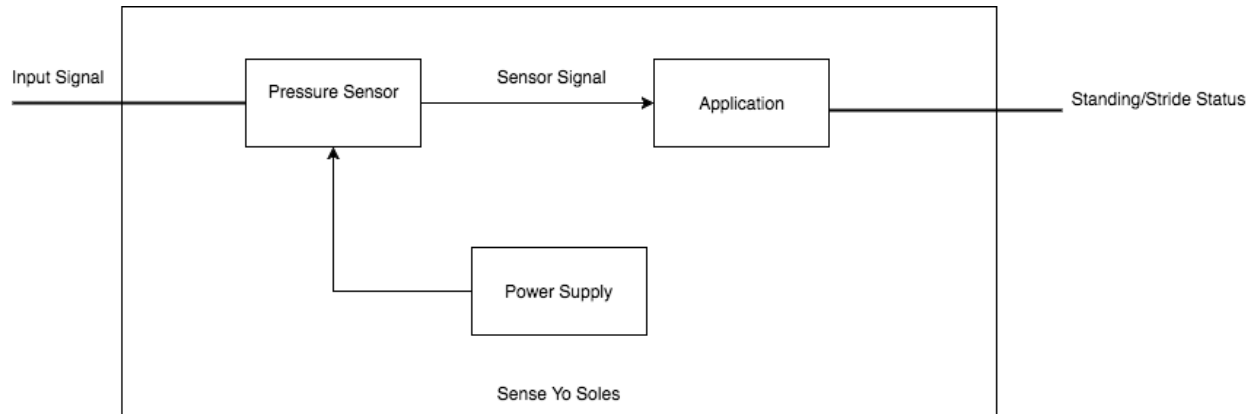 Input Signal
Pressure Sensor
Sensor Signal
Application
Standing/Stride Status
Power Supply
Sense Yo Soles